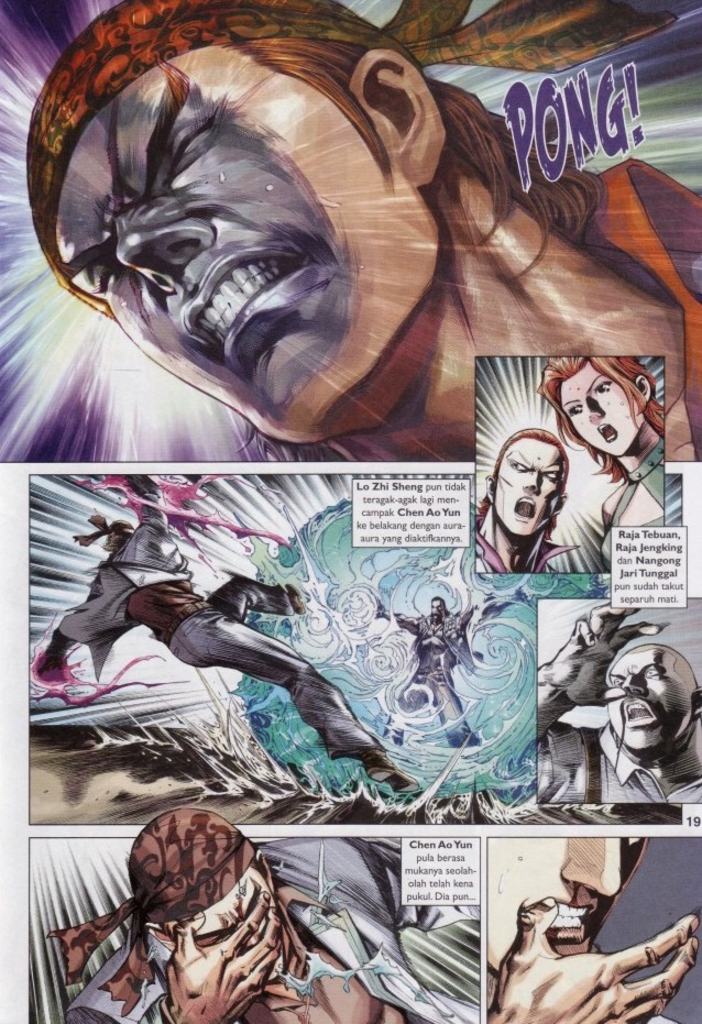 PONG!
Lo Zhi Sheng pun tidak
teragak-agak lagi men-
campak Chen Ao Yun
ke belakang dengan aura-
aura yang diaktifkannya.
Raja Tebuan,
Raja Jengking
dan Nangong
Jari Tunggal
pun sudah takut
separuh mati.
19
Chen Ao Yun
pula berasa
mukanya seolah-
olah telah kena
pukul. Dia pun...